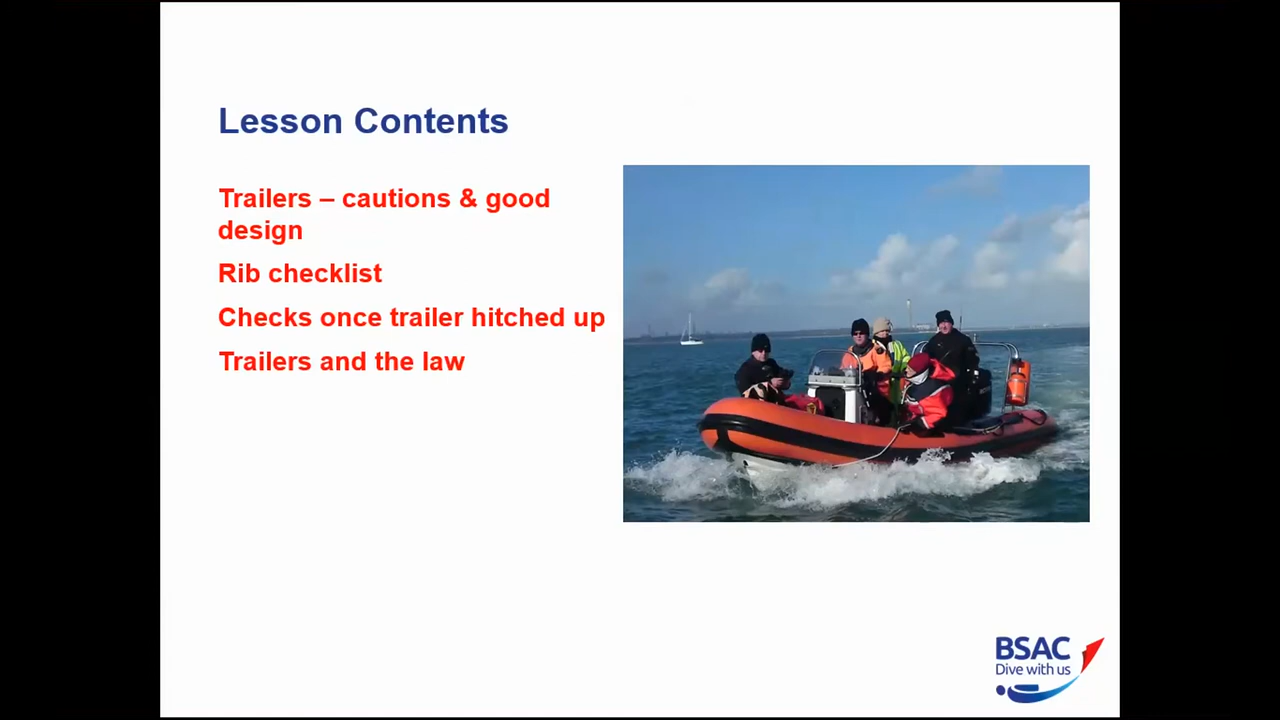 Lesson Contents
Trailers – cautions & good
design
Rib checklist
Checks once trailer hitched up
Trailers and the law
BSAC
Dive with us